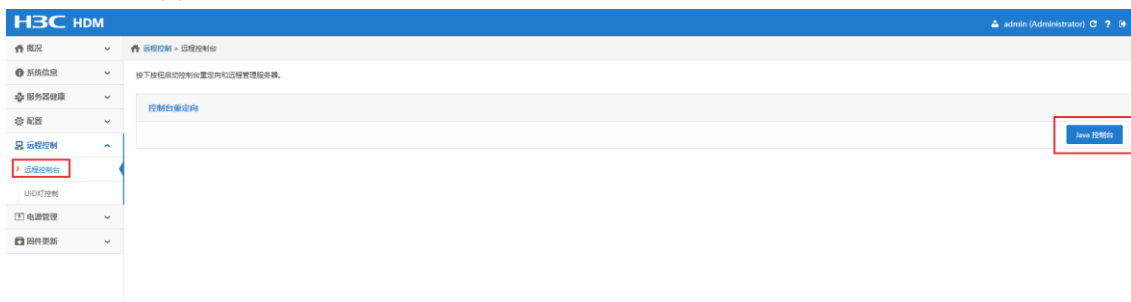 H3C HDM
admin (Administrator)
概况
远程控制 > 远程控制台
系统信息
按下按钮启动控制台重定向和远程管理服务器。
服务器健康
控制台重定向
配置
Java 控制台
远程控制
远程控制台
UID灯控制
电源管理
固件更新